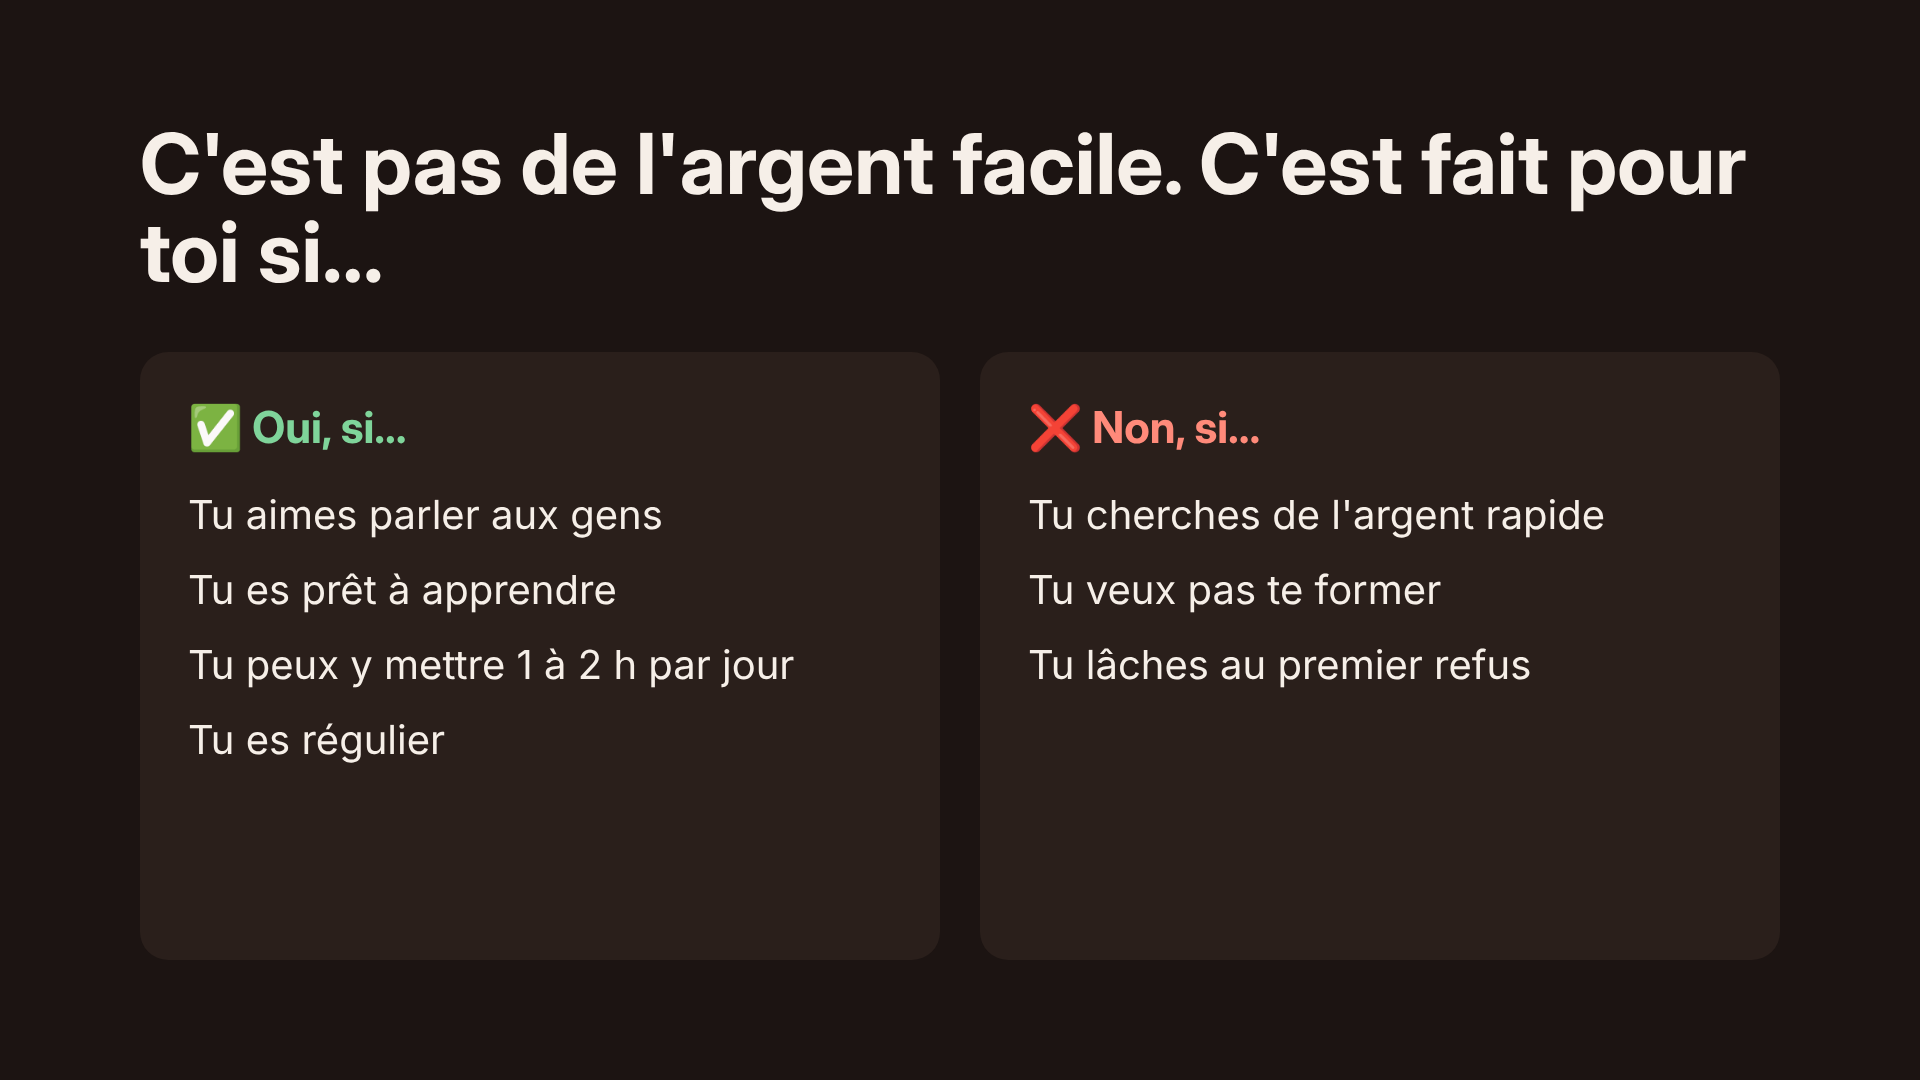 C'est pas de l'argent facile. C'est fait pour
toi si...
✅ Oui, si...
Tu aimes parler aux gens
Tu es prêt à apprendre
Tu peux y mettre 1 à 2 h par jour
Tu es régulier
❌ Non, si...
Tu cherches de l'argent rapide
Tu veux pas te former
Tu lâches au premier refus